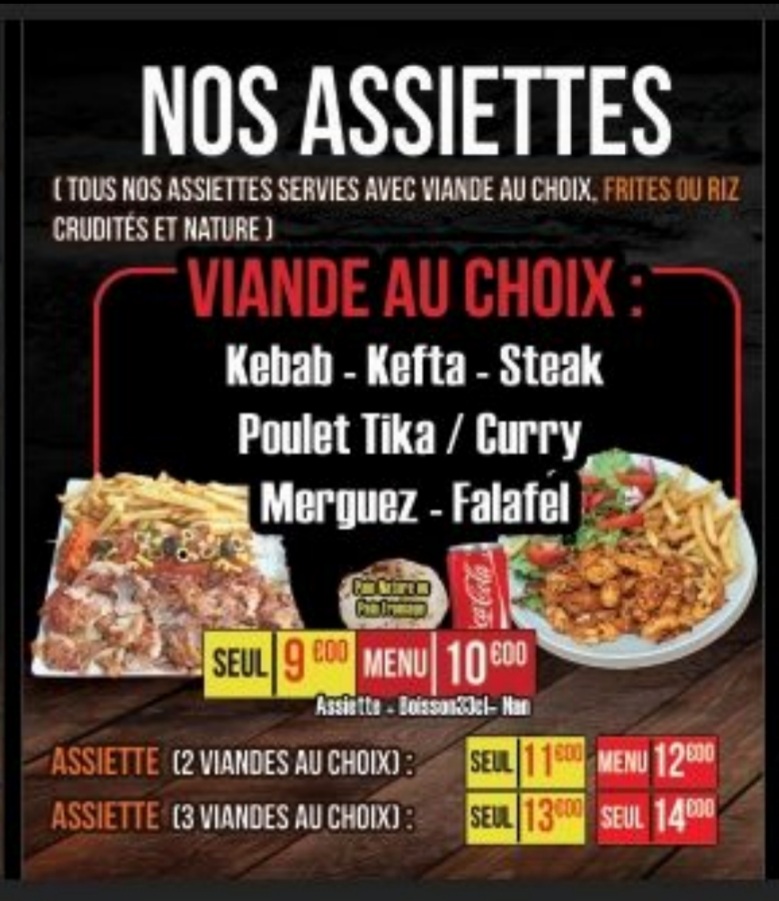 NOS ASSIETTES
( TOUS NOS ASSIETTES SERVIES AVEC VIANDE AU CHOIX, FRITES OU RIZ
CRUDITÉS ET NATURE )
VIANDE AU CHOIX :
Kebab - Kefta - Steak
Poulet Tika / Curry
Merguez - Falafel
Pain Nature ou
Pain Fromage
Coca-Cola
SEUL 9€00 MENU 10€00
Assiette - Boisson33cl- Nan
ASSIETTE (2 VIANDES AU CHOIX) : SEUL 11€00 MENU 12€00
ASSIETTE (3 VIANDES AU CHOIX) : SEUL 13€00 SEUL 14€00